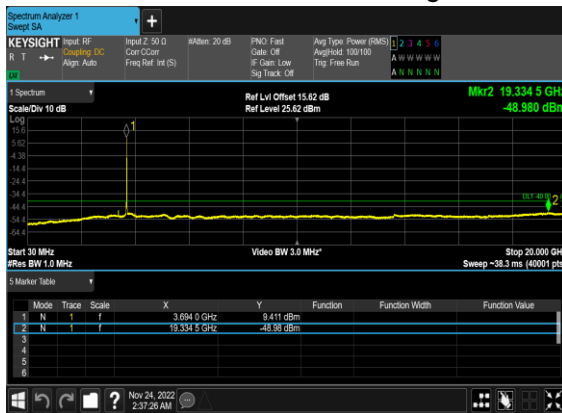 Spectrum Analyzer 1
Swept SA
KEYSIGHT Input: RF Input Z: 50 Ω #Atten: 20 dB PNO: Fast Avg Type: Power (RMS) 1 2 3 4 5 6
R T Coupling: DC Corr CCorr Gate: Off Avg|Hold: 100/100 A W W W W W
Align: Auto Freq Ref: Int (S) IF Gain: Low Trig: Free Run
Sig Track: Off A N N N N N
1 Spectrum Ref Lvl Offset 15.62 dB Mkr2 19.334 5 GHz
Scale/Div 10 dB Ref Level 25.62 dBm -48.980 dBm
Log
15.6
5.62
-4.38
-14.4
-24.4
-34.4
-44.4
-54.4
-64.4
1
2
Start 30 MHz Video BW 3.0 MHz* Stop 20.000 GHz
#Res BW 1.0 MHz Sweep ~38.3 ms (40001 pts)
5 Marker Table
Mode Trace Scale X Y Function Function Width Function Value
1 N 1 f 3.694 0 GHz 9.411 dBm
2 N 1 f 19.334 5 GHz -48.98 dBm
3
4
5
6
Nov 24, 2022
2:37:26 AM